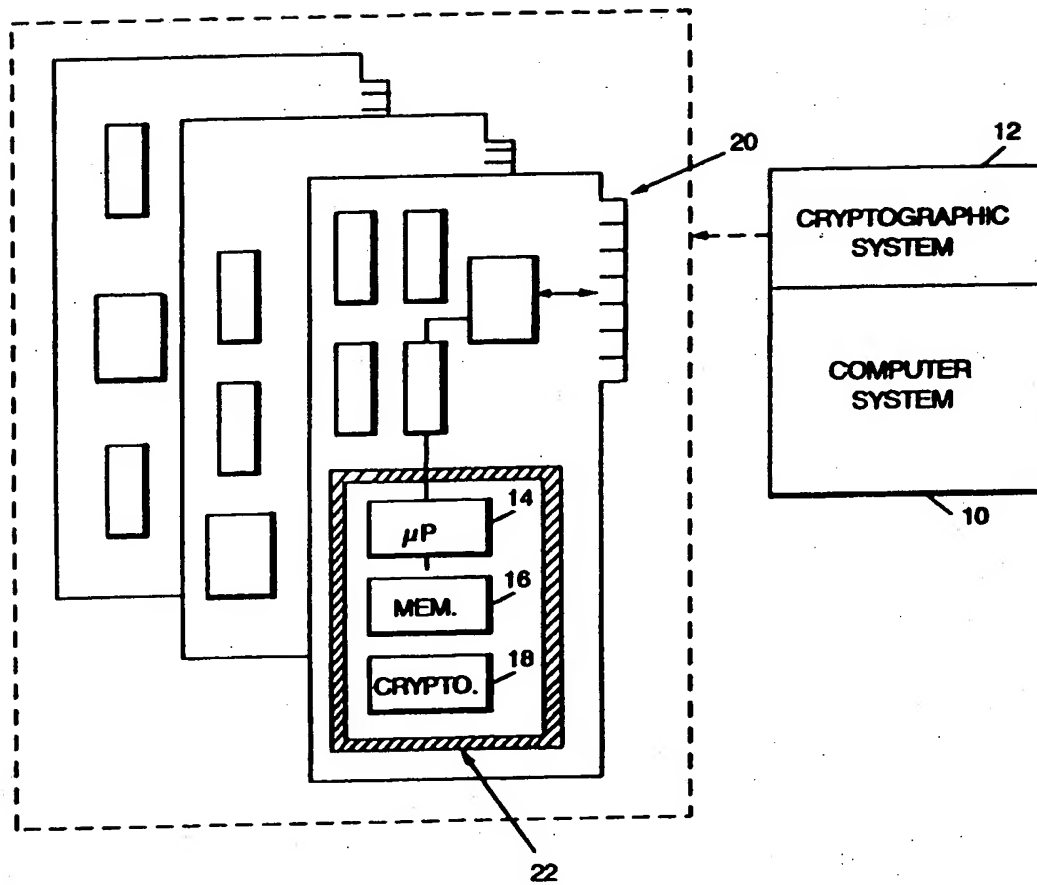 12
20
CRYPTOGRAPHIC
SYSTEM
COMPUTER
SYSTEM
10
14
μP
16
MEM.
18
CRYPTO.
22